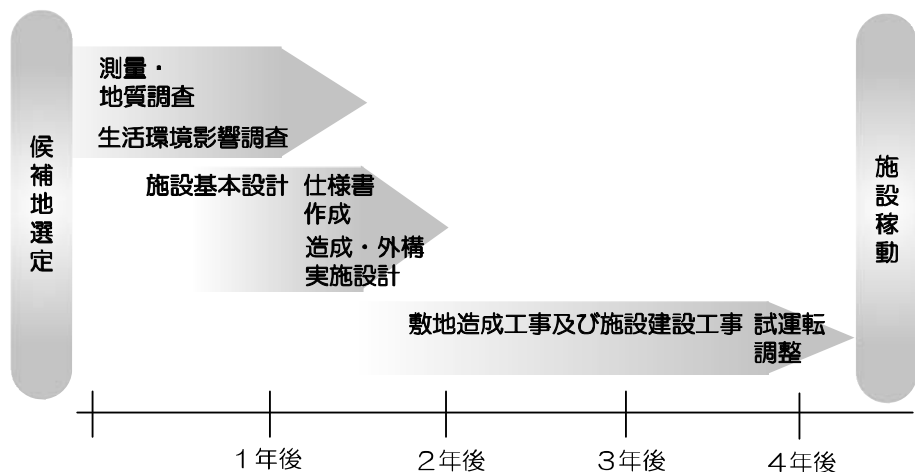 候補地選定
測量・
地質調査
生活環境影響調査
施設基本設計 仕様書
作成
造成・外構
実施設計
敷地造成工事及び施設建設工事 試運転
調整
施設稼動
1年後
2年後
3年後
4年後